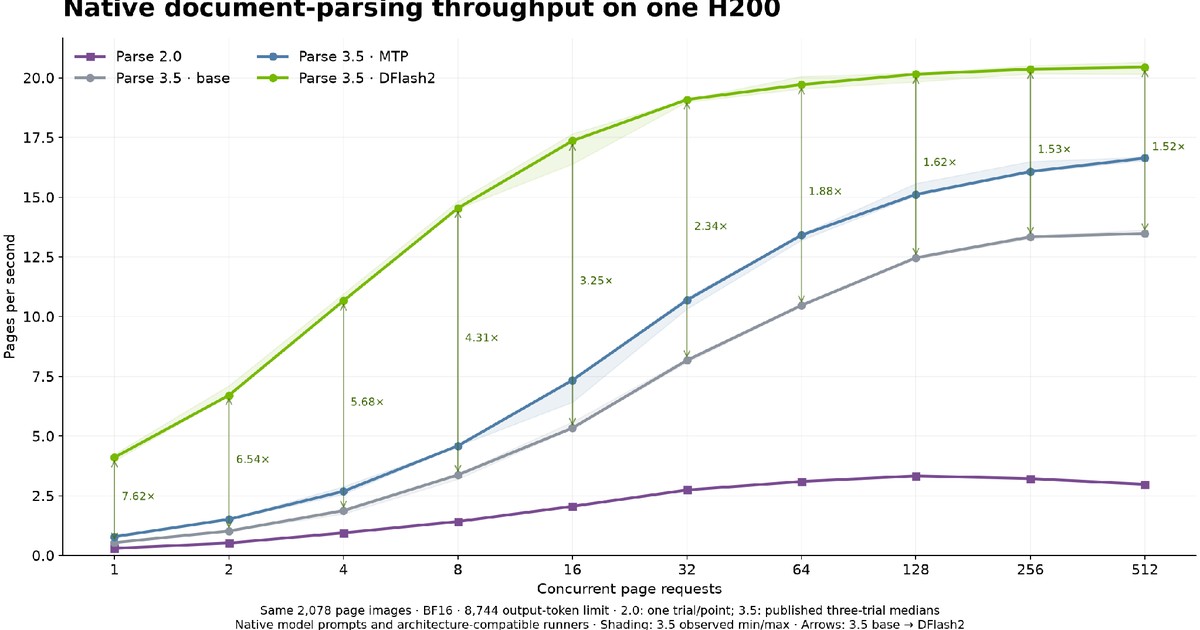 Native document-parsing throughput on one H200
Parse 2.0
Parse 3.5 · base
Parse 3.5 · MTP
Parse 3.5 · DFlash2
Pages per second
20.0
17.5
15.0
12.5
10.0
7.5
5.0
2.5
0.0
7.62×
6.54×
5.68×
4.31×
3.25×
2.34×
1.88×
1.62×
1.53×
1.52×
1 2 4 8 16 32 64 128 256 512
Concurrent page requests
Same 2,078 page images · BF16 · 8,744 output-token limit · 2.0: one trial/point; 3.5: published three-trial medians
Native model prompts and architecture-compatible runners · Shading: 3.5 observed min/max · Arrows: 3.5 base → DFlash2